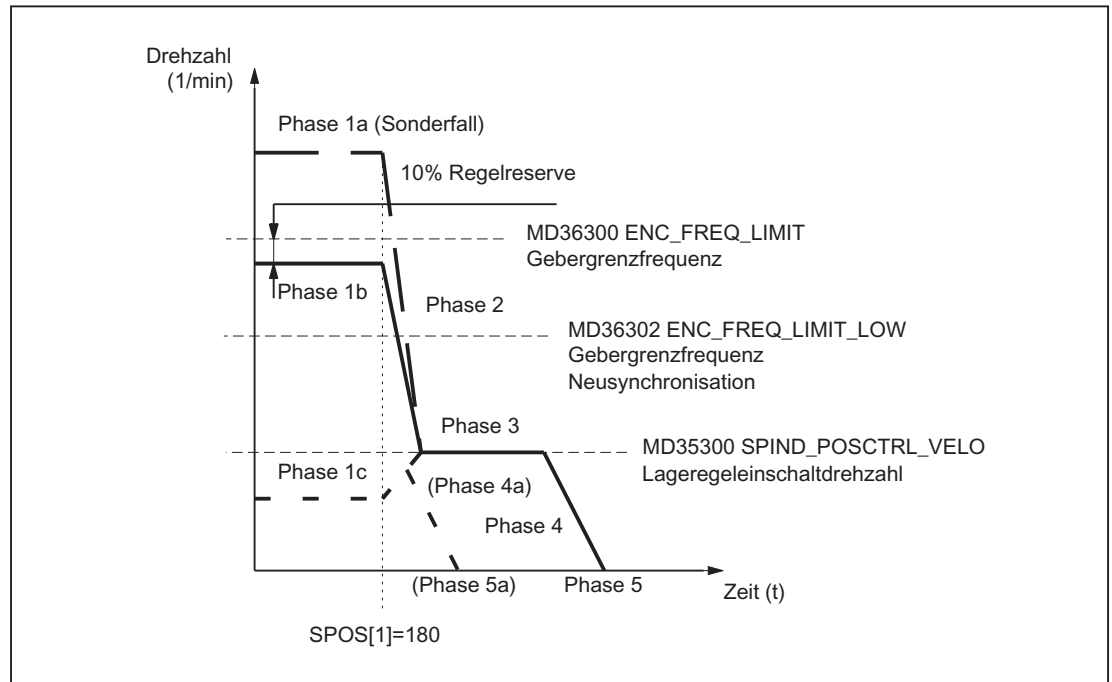 Drehzahl
(1/min)
Phase 1a (Sonderfall)
10% Regelreserve
MD36300 ENC_FREQ_LIMIT
Gebergrenzfrequenz
Phase 1b
Phase 2
MD36302 ENC_FREQ_LIMIT_LOW
Gebergrenzfrequenz
Neusynchronisation
Phase 3
MD35300 SPIND_POSCTRL_VELO
Lageregeleinschaltdrehzahl
Phase 1c
(Phase 4a)
Phase 4
(Phase 5a)
Phase 5
Zeit (t)
SPOS[1]=180